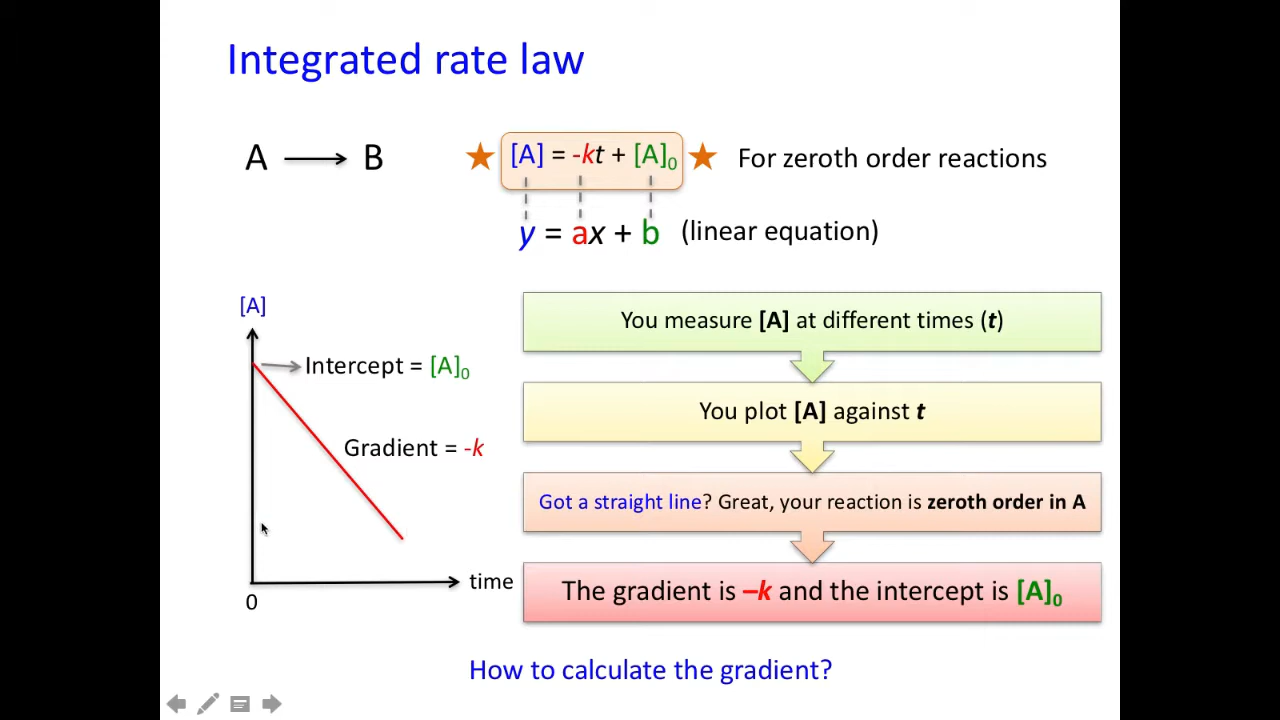 Integrated rate law
A ⟶ B
★ [A] = -kt + [A]₀ ★ For zeroth order reactions
y = ax + b (linear equation)
[A]
Intercept = [A]₀
Gradient = -k
time
0
You measure [A] at different times (t)
You plot [A] against t
Got a straight line? Great, your reaction is zeroth order in A
The gradient is –k and the intercept is [A]₀
How to calculate the gradient?